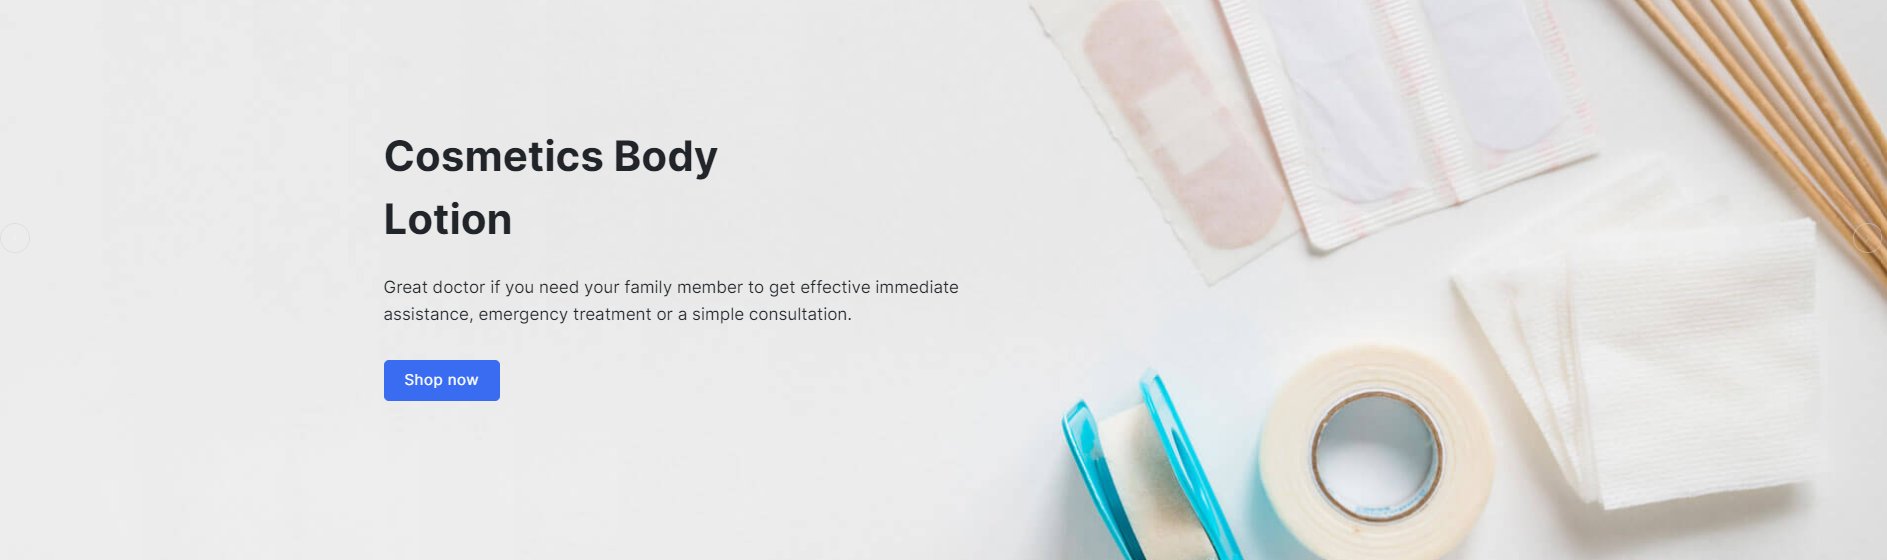 Cosmetics Body
Lotion
Great doctor if you need your family member to get effective immediate
assistance, emergency treatment or a simple consultation.
Shop now